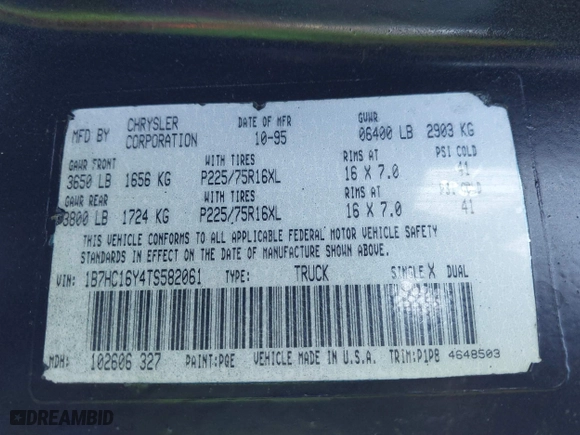 MFD BY CHRYSLER CORPORATION DATE OF MFR 10-95 GVWR 06400 LB 2903 KG
GAWR FRONT WITH TIRES RIMS AT PSI COLD
3650 LB 1656 KG P225/75R16XL 16 X 7.0 41
GAWR REAR WITH TIRES RIMS AT PSI COLD
3800 LB 1724 KG P225/75R16XL 16 X 7.0 41
THIS VEHICLE CONFORMS TO ALL APPLICABLE FEDERAL MOTOR VEHICLE SAFETY
STANDARDS IN EFFECT ON THE DATE OF MANUFACTURE SHOWN ABOVE.
VIN: 1B7HC16Y4TS582061 TYPE: TRUCK SINGLE X DUAL
MDH: 102606 327 PAINT: PGE VEHICLE MADE IN U.S.A. TRIM: P1P8 4648503
DREAMBID